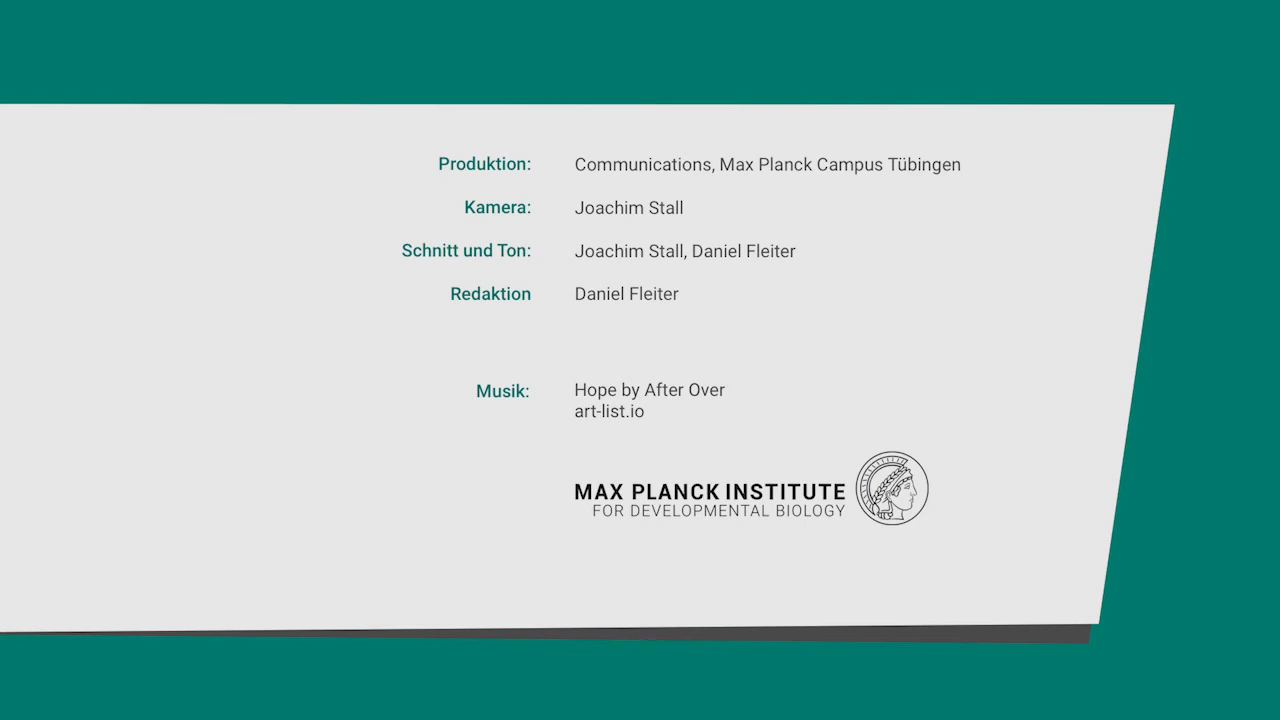 Produktion: Communications, Max Planck Campus Tübingen
Kamera: Joachim Stall
Schnitt und Ton: Joachim Stall, Daniel Fleiter
Redaktion Daniel Fleiter
Musik: Hope by After Over
art-list.io
MAX PLANCK INSTITUTE
FOR DEVELOPMENTAL BIOLOGY